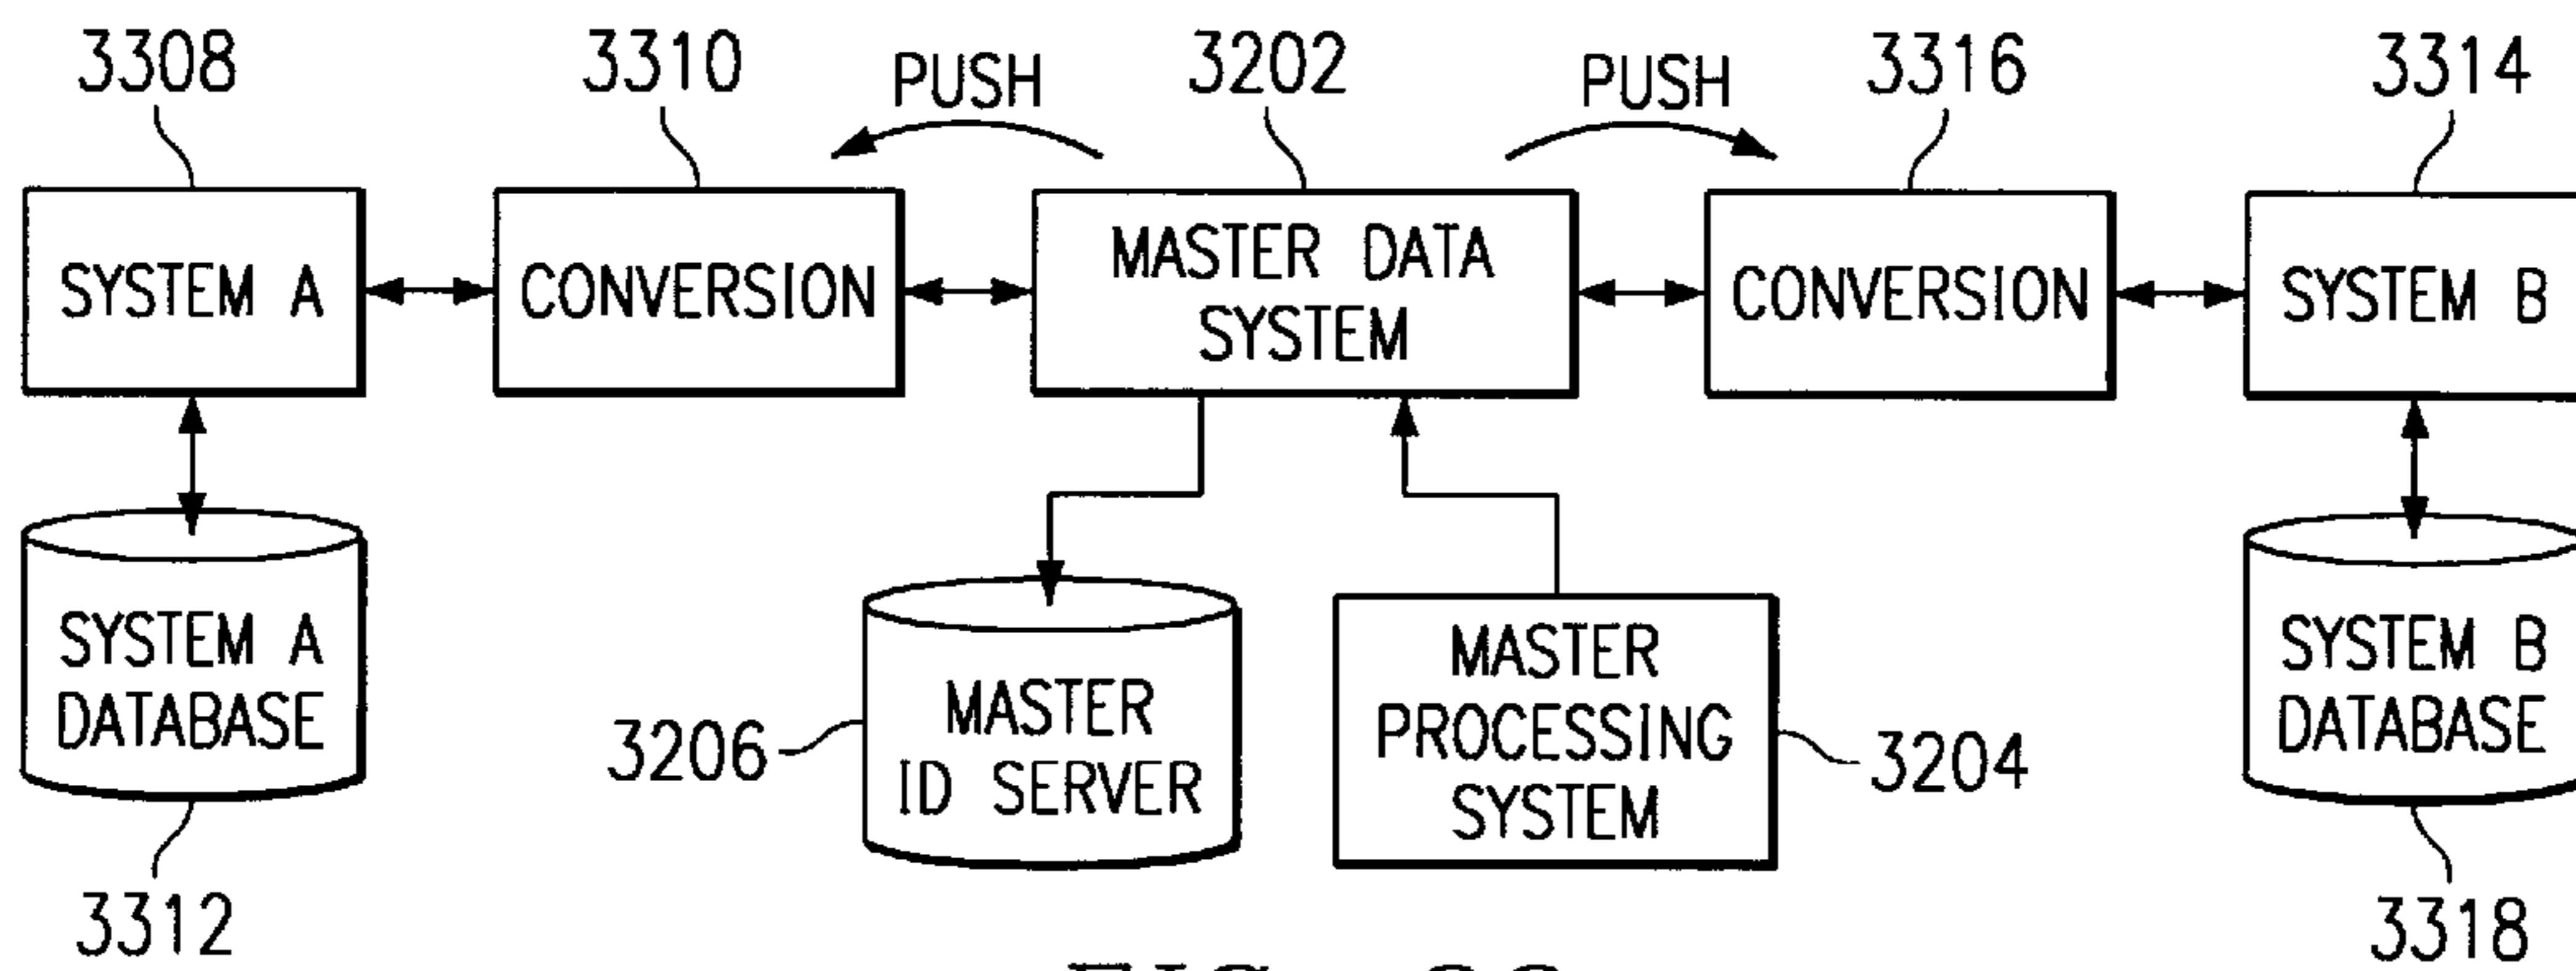 3308
3310
PUSH
3202
PUSH
3316
3314
SYSTEM A
CONVERSION
MASTER DATA
SYSTEM
CONVERSION
SYSTEM B
SYSTEM A
DATABASE
MASTER
ID SERVER
3206
MASTER
PROCESSING
SYSTEM
3204
SYSTEM B
DATABASE
3312
3318